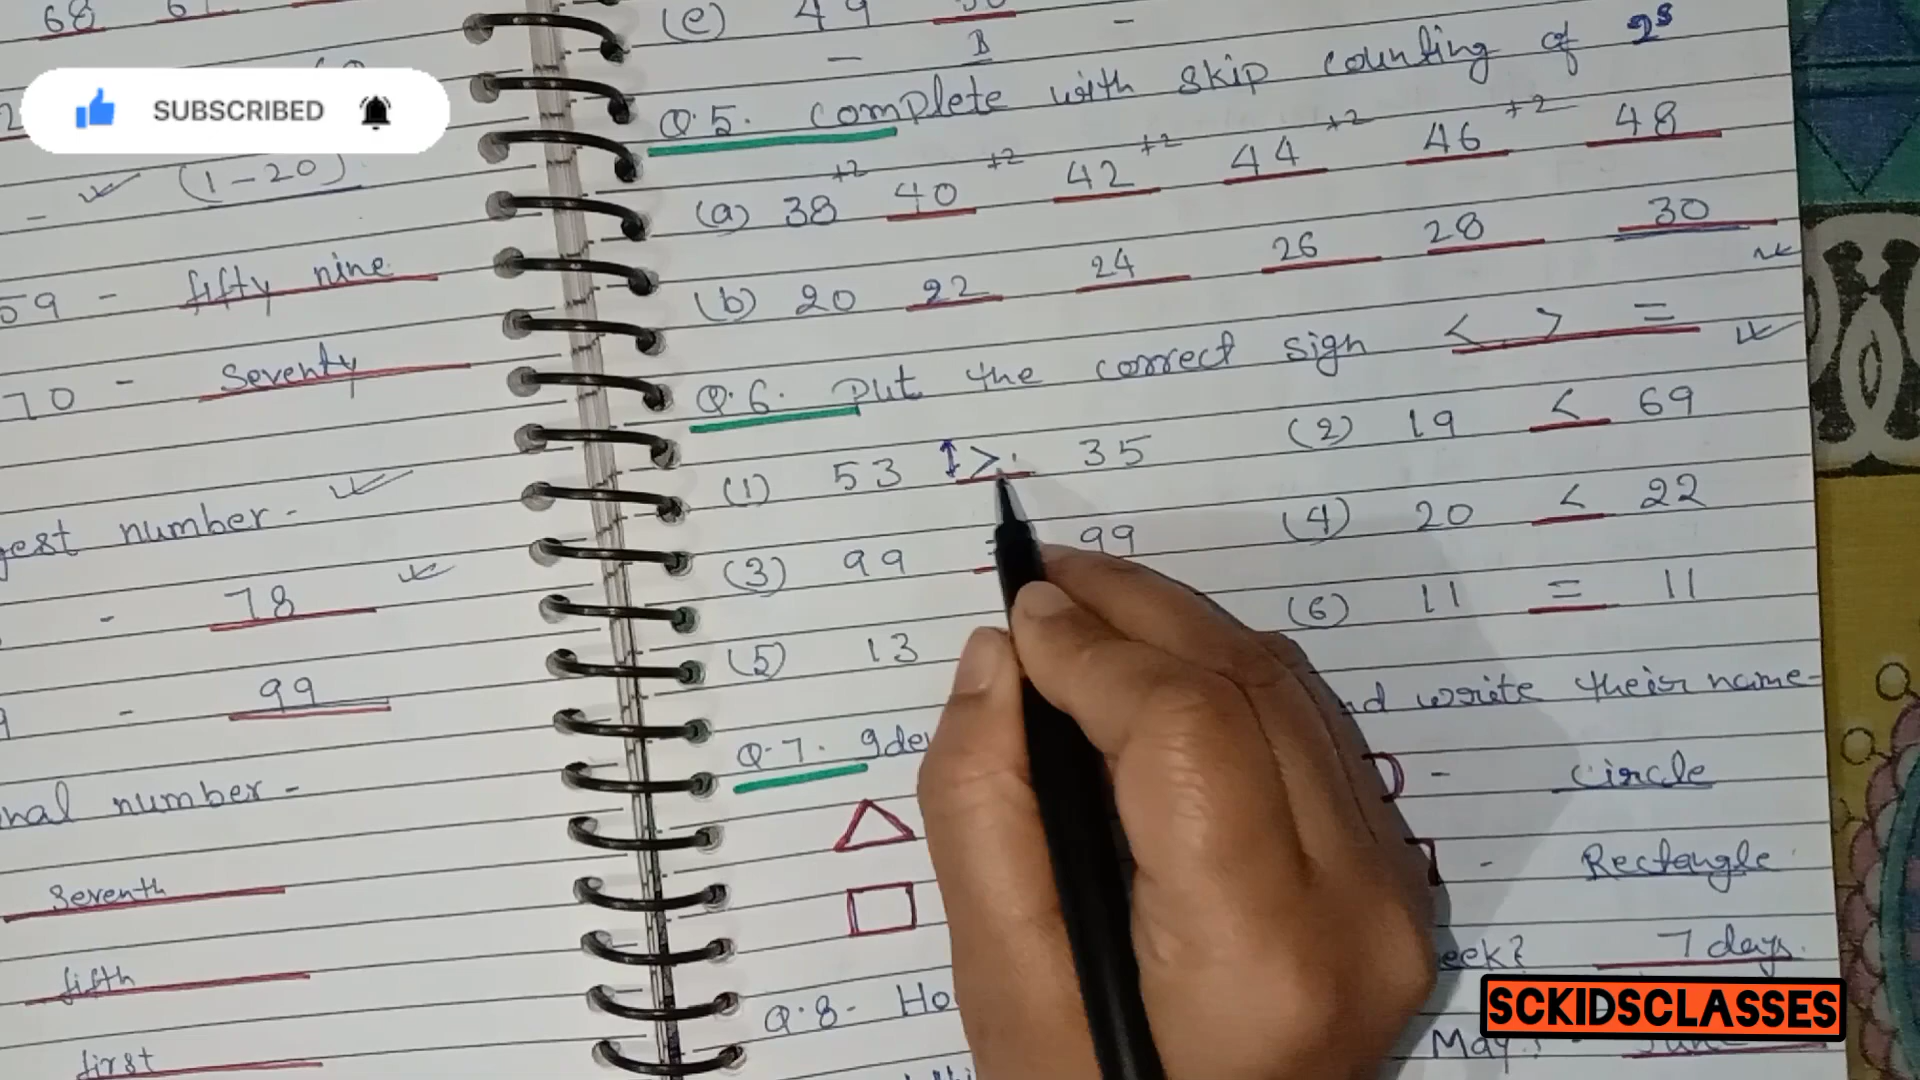 68
SUBSCRIBED
(1-20)
59 - fifty nine
70 - Seventy
number-
- 78
- 99
number-
Seventh
fifth
first
(e) 49
B
Q.5. Complete with skip counting of 2s
+2 +2 +2 +2 +2
(a) 38 40 42 44 46 48
(b) 20 22 24 26 28 30
Q.6. Put the correct sign < > =
(1) 53 > 35 (2) 19 < 69
(3) 99 = 99 (4) 20 < 22
(5) 13 (6) 11 = 11
Q.7. write their name-
- Circle
- Rectangle
Q.8- 7 days.
May
SCKIDSCLASSES